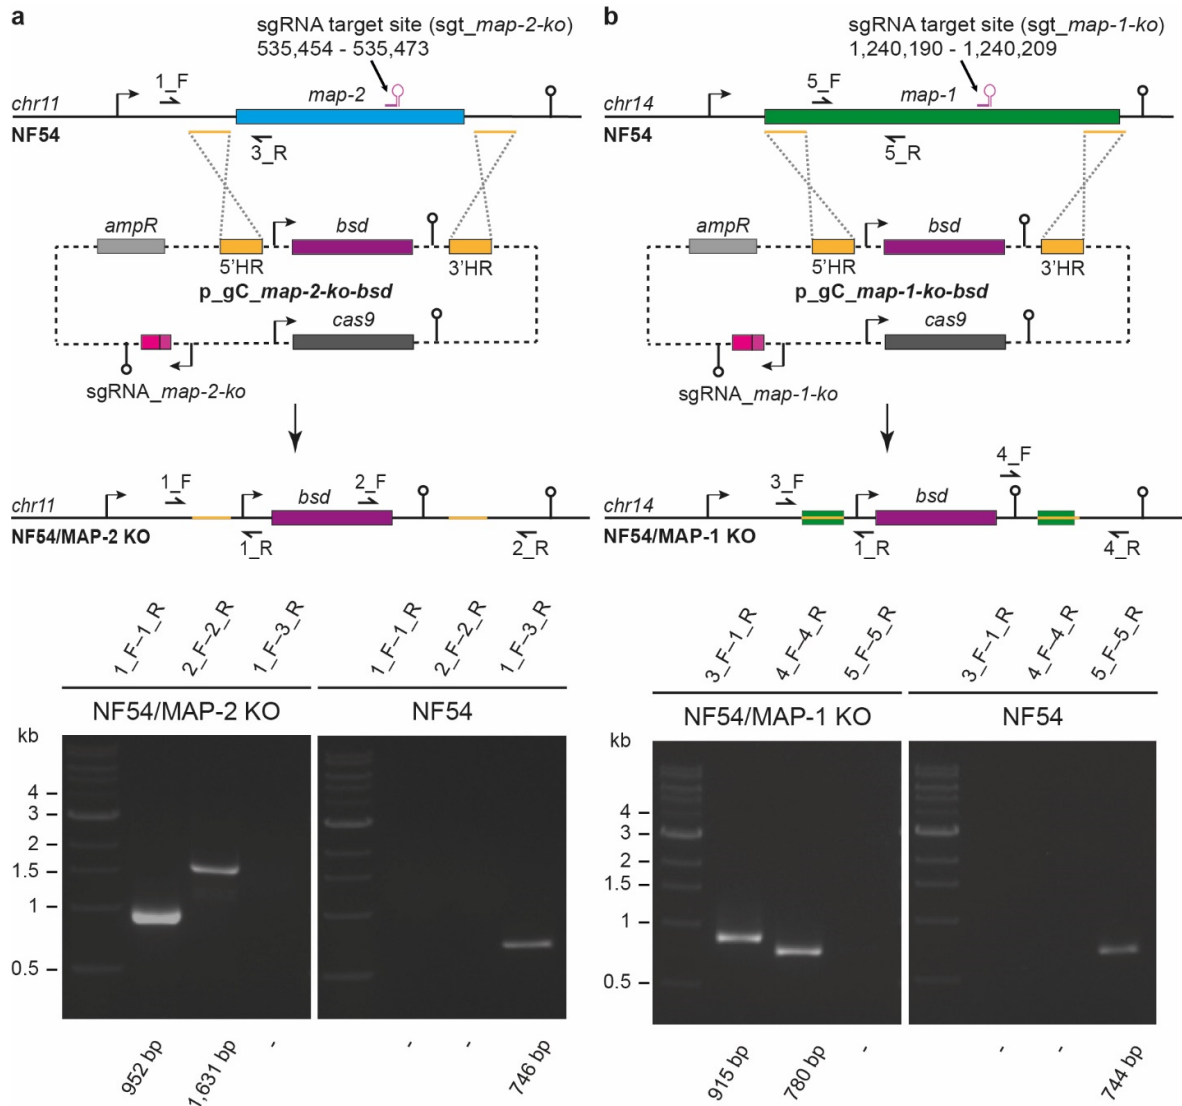 a
sgRNA target site (sgt_map-2-ko)
535,454 - 535,473
1_F
map-2
chr11
NF54
3_R
ampR
bsd
5'HR
3'HR
p_gC_map-2-ko-bsd
cas9
sgRNA_map-2-ko
1_F
bsd
2_F
chr11
NF54/MAP-2 KO
1_R
2_R
1_F–1_R
2_F–2_R
1_F–3_R
1_F–1_R
2_F–2_R
1_F–3_R
NF54/MAP-2 KO
NF54
kb
4
3
2
1.5
1
0.5
952 bp
1,631 bp
-
-
-
746 bp
b
sgRNA target site (sgt_map-1-ko)
1,240,190 - 1,240,209
5_F
map-1
chr14
NF54
5_R
ampR
bsd
5'HR
3'HR
p_gC_map-1-ko-bsd
cas9
sgRNA_map-1-ko
3_F
bsd
4_F
chr14
NF54/MAP-1 KO
1_R
4_R
3_F–1_R
4_F–4_R
5_F–5_R
3_F–1_R
4_F–4_R
5_F–5_R
NF54/MAP-1 KO
NF54
kb
4
3
2
1.5
1
0.5
915 bp
780 bp
-
-
-
744 bp